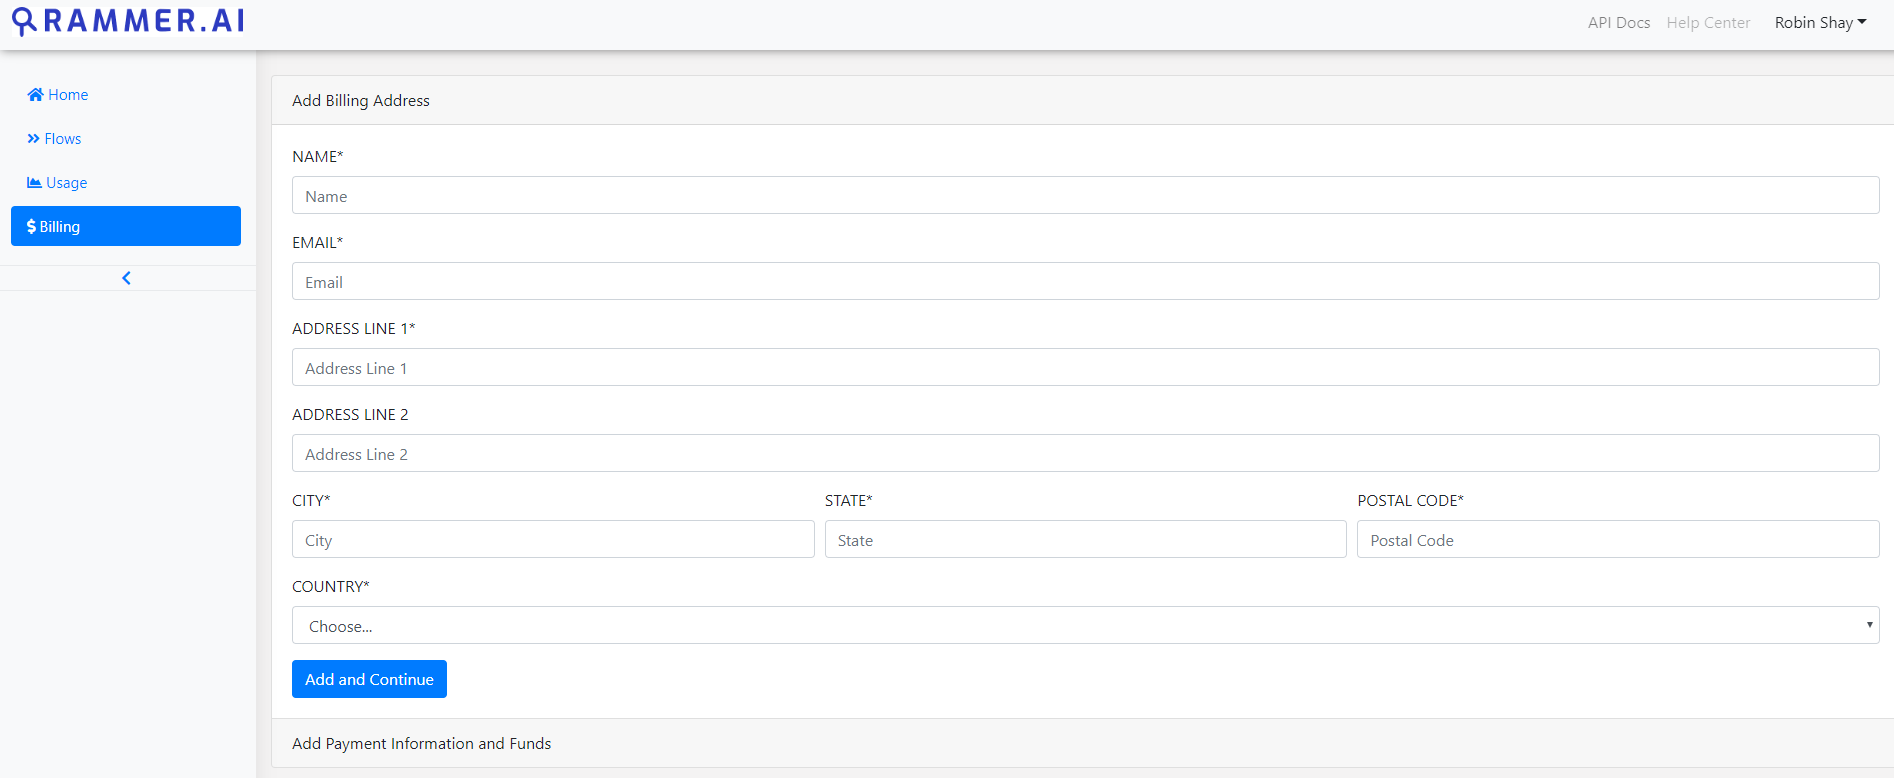 RAMMER.AI
API Docs Help Center Robin Shay
Home
Flows
Usage
Billing
Add Billing Address
NAME*
Name
EMAIL*
Email
ADDRESS LINE 1*
Address Line 1
ADDRESS LINE 2
Address Line 2
CITY* STATE* POSTAL CODE*
City State Postal Code
COUNTRY*
Choose...
Add and Continue
Add Payment Information and Funds